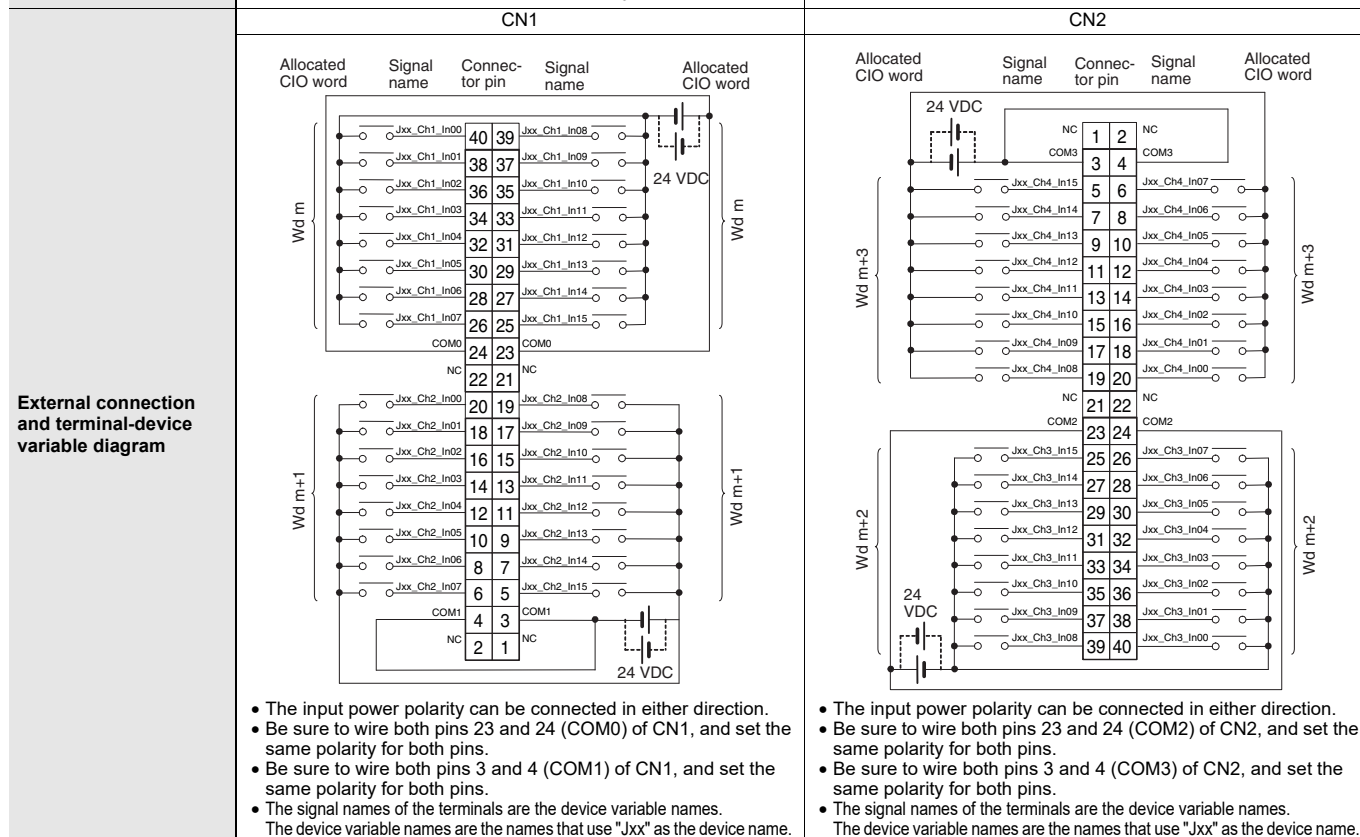 External connection
and terminal-device
variable diagram
CN1
Allocated
CIO word
Signal
name
Connec-
tor pin
Signal
name
Allocated
CIO word
Wd m
Jxx_Ch1_In00 40 39 Jxx_Ch1_In08
Jxx_Ch1_In01 38 37 Jxx_Ch1_In09
24 VDC
Jxx_Ch1_In02 36 35 Jxx_Ch1_In10
Jxx_Ch1_In03 34 33 Jxx_Ch1_In11
Jxx_Ch1_In04 32 31 Jxx_Ch1_In12
Jxx_Ch1_In05 30 29 Jxx_Ch1_In13
Jxx_Ch1_In06 28 27 Jxx_Ch1_In14
Jxx_Ch1_In07 26 25 Jxx_Ch1_In15
Wd m
COM0 24 23 COM0
NC 22 21 NC
Wd m+1
Jxx_Ch2_In00 20 19 Jxx_Ch2_In08
Jxx_Ch2_In01 18 17 Jxx_Ch2_In09
Jxx_Ch2_In02 16 15 Jxx_Ch2_In10
Jxx_Ch2_In03 14 13 Jxx_Ch2_In11
Jxx_Ch2_In04 12 11 Jxx_Ch2_In12
Jxx_Ch2_In05 10 9 Jxx_Ch2_In13
Jxx_Ch2_In06 8 7 Jxx_Ch2_In14
Jxx_Ch2_In07 6 5 Jxx_Ch2_In15
Wd m+1
COM1 4 3 COM1
NC 2 1 NC
24 VDC
• The input power polarity can be connected in either direction.
• Be sure to wire both pins 23 and 24 (COM0) of CN1, and set the
same polarity for both pins.
• Be sure to wire both pins 3 and 4 (COM1) of CN1, and set the
same polarity for both pins.
• The signal names of the terminals are the device variable names.
The device variable names are the names that use "Jxx" as the device name.
CN2
Allocated
CIO word
Signal
name
Connec-
tor pin
Signal
name
Allocated
CIO word
24 VDC
NC 1 2 NC
COM3 3 4 COM3
Wd m+3
Jxx_Ch4_In15 5 6 Jxx_Ch4_In07
Jxx_Ch4_In14 7 8 Jxx_Ch4_In06
Jxx_Ch4_In13 9 10 Jxx_Ch4_In05
Jxx_Ch4_In12 11 12 Jxx_Ch4_In04
Jxx_Ch4_In11 13 14 Jxx_Ch4_In03
Jxx_Ch4_In10 15 16 Jxx_Ch4_In02
Jxx_Ch4_In09 17 18 Jxx_Ch4_In01
Jxx_Ch4_In08 19 20 Jxx_Ch4_In00
Wd m+3
NC 21 22 NC
COM2 23 24 COM2
Wd m+2
Jxx_Ch3_In15 25 26 Jxx_Ch3_In07
Jxx_Ch3_In14 27 28 Jxx_Ch3_In06
Jxx_Ch3_In13 29 30 Jxx_Ch3_In05
Jxx_Ch3_In12 31 32 Jxx_Ch3_In04
Jxx_Ch3_In11 33 34 Jxx_Ch3_In03
Jxx_Ch3_In10 35 36 Jxx_Ch3_In02
Jxx_Ch3_In09 37 38 Jxx_Ch3_In01
Jxx_Ch3_In08 39 40 Jxx_Ch3_In00
Wd m+2
24
VDC
• The input power polarity can be connected in either direction.
• Be sure to wire both pins 23 and 24 (COM2) of CN2, and set the
same polarity for both pins.
• Be sure to wire both pins 3 and 4 (COM3) of CN2, and set the
same polarity for both pins.
• The signal names of the terminals are the device variable names.
The device variable names are the names that use "Jxx" as the device name.